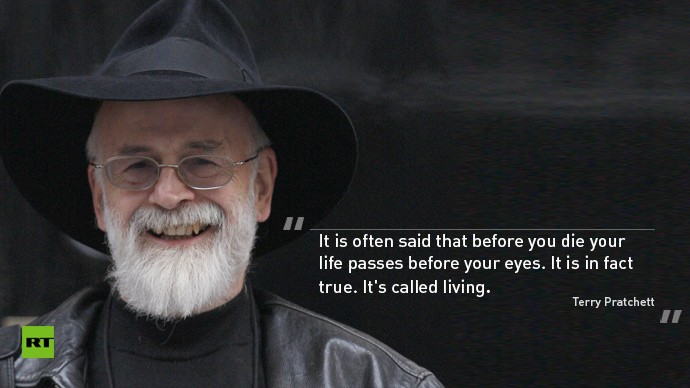 It is often said that before you die your
life passes before your eyes. It is in fact
true. It's called living.
Terry Pratchett
RT